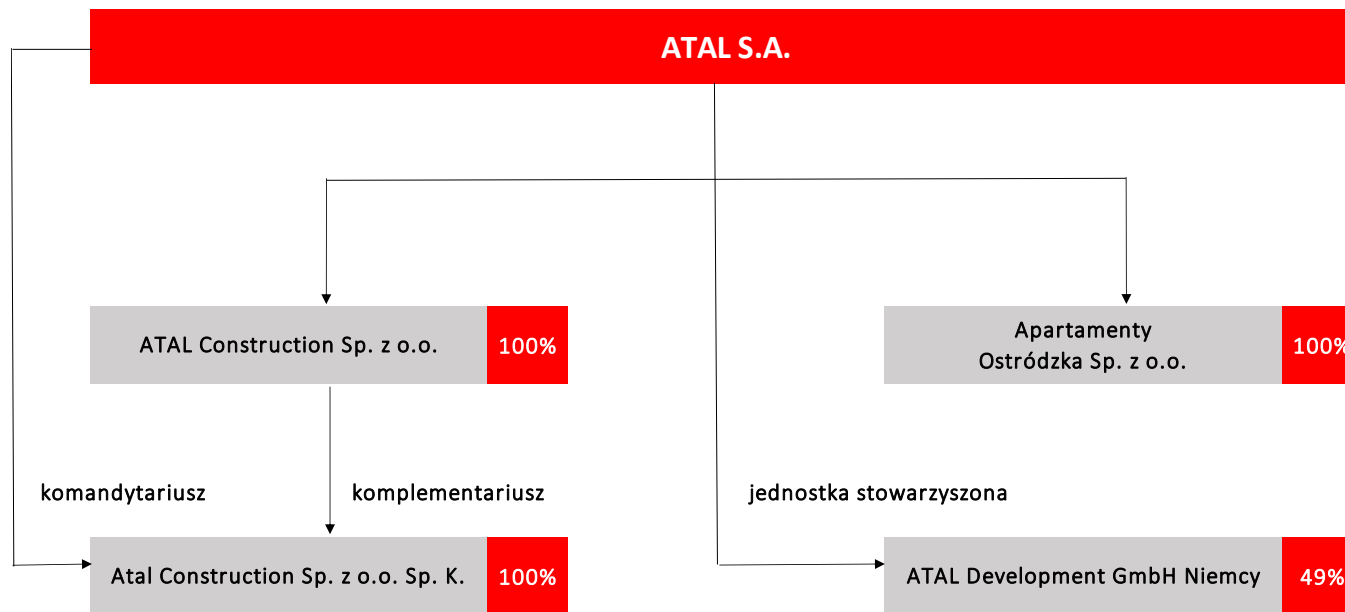 ATAL S.A.
ATAL Construction Sp. z o.o.
100%
Apartamenty
Ostródzka Sp. z o.o.
100%
komandytariusz
komplementariusz
jednostka stowarzyszona
Atal Construction Sp. z o.o. Sp. K.
100%
ATAL Development GmbH Niemcy
49%